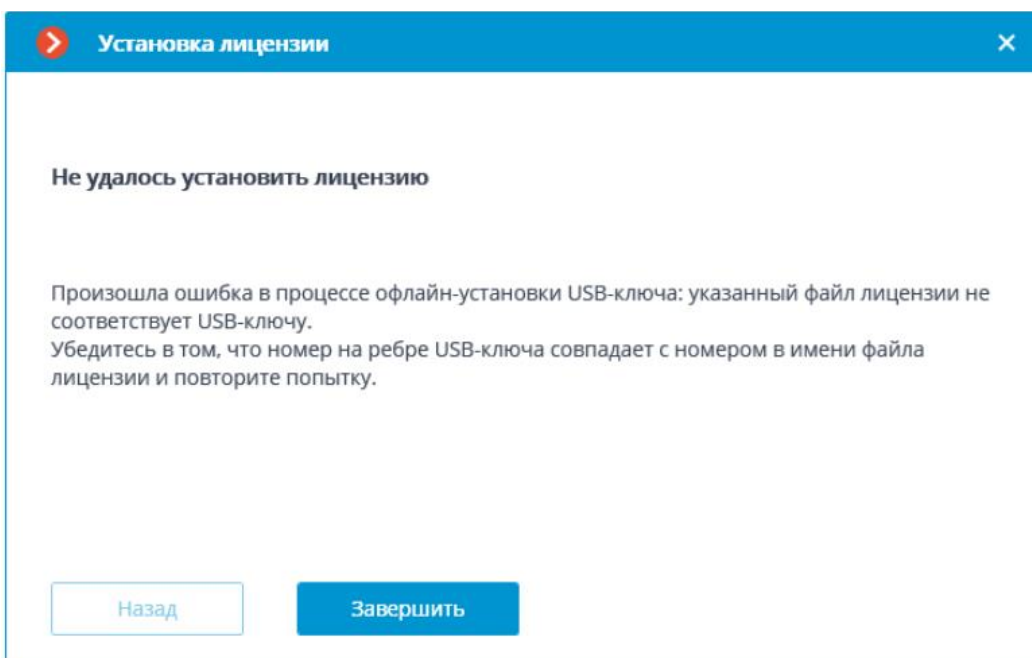 Установка лицензии
Не удалось установить лицензию
Произошла ошибка в процессе офлайн-установки USB-ключа: указанный файл лицензии не
соответствует USB-ключу.
Убедитесь в том, что номер на ребре USB-ключа совпадает с номером в имени файла
лицензии и повторите попытку.
Назад
Завершить